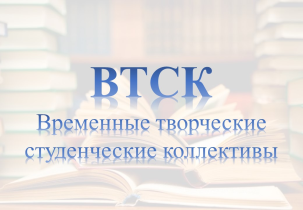 ВТСК
Временные творческие
студенческие коллективы